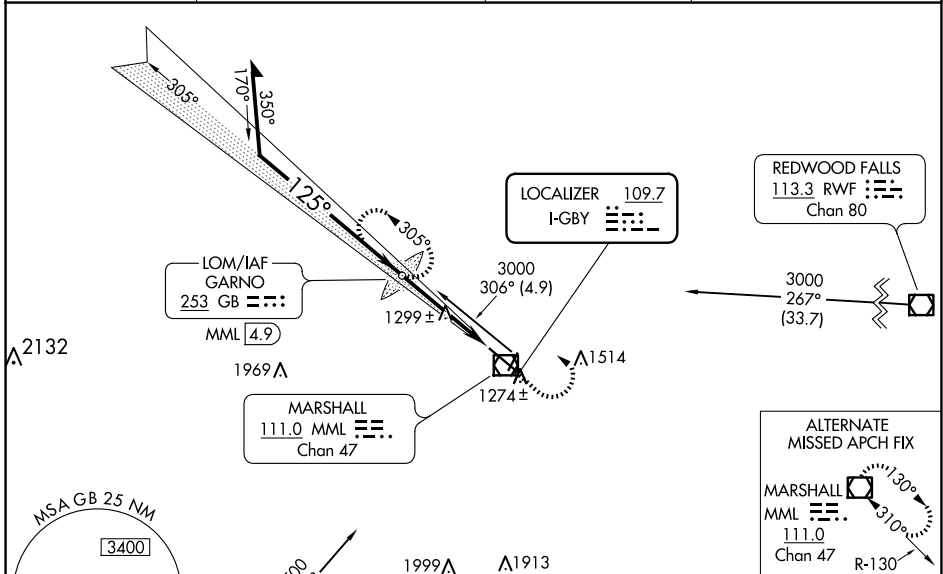 305°
170°
350°
125°
305°
LOCALIZER 109.7
I-GBY
REDWOOD FALLS
113.3 RWF
Chan 80
LOM/IAF
GARNO
253 GB
MML 4.9
3000
306° (4.9)
3000
267°
(33.7)
1299 ±
2132
1969
1514
1274 ±
MARSHALL
111.0 MML
Chan 47
ALTERNATE
MISSED APCH FIX
MARSHALL
MML
111.0
Chan 47
130°
310°
R-130
MSA GB 25 NM
3400
1999
1913